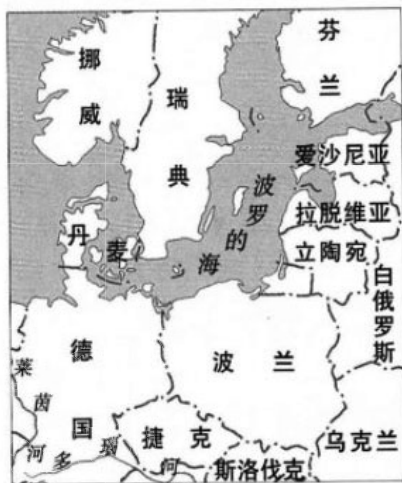 挪威
瑞典
芬兰
爱沙尼亚
拉脱维亚
立陶宛
波罗的海
丹麦
白俄罗斯
德国
波兰
莱茵河
多瑙河
捷克
斯洛伐克
乌克兰